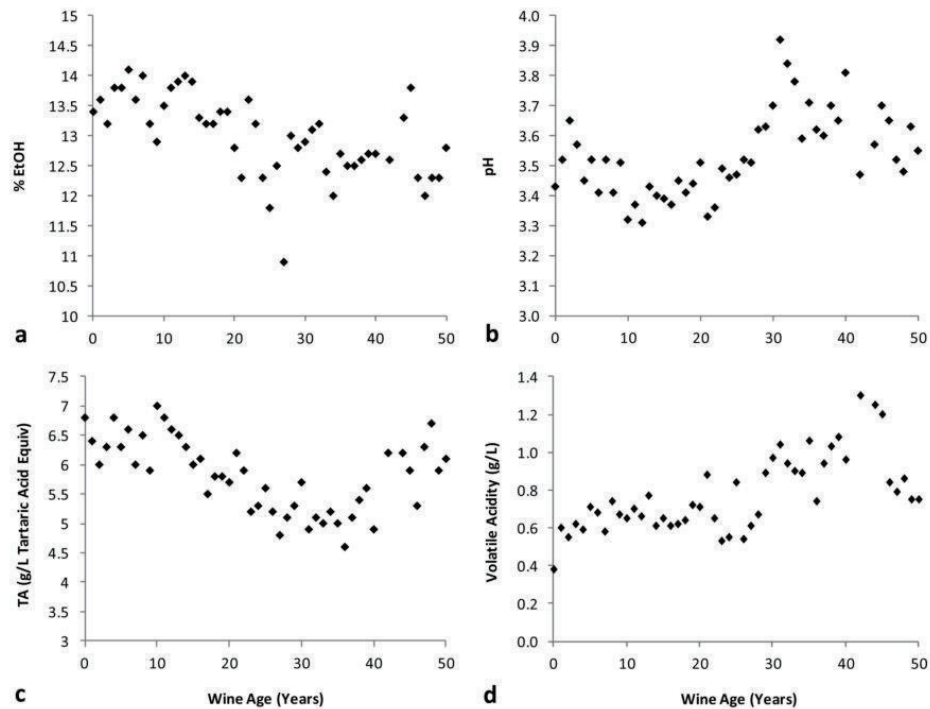 15
14.5
14
13.5
13
12.5
12
11.5
11
10.5
10
% EtOH
0 10 20 30 40 50
a
4.0
3.9
3.8
3.7
3.6
3.5
3.4
3.3
3.2
3.1
3.0
pH
0 10 20 30 40 50
b
7.5
7
6.5
6
5.5
5
4.5
4
3.5
3
TA (g/L Tartaric Acid Equiv)
0 10 20 30 40 50
c
Wine Age (Years)
1.4
1.2
1.0
0.8
0.6
0.4
0.2
0.0
Volatile Acidity (g/L)
0 10 20 30 40 50
d
Wine Age (Years)